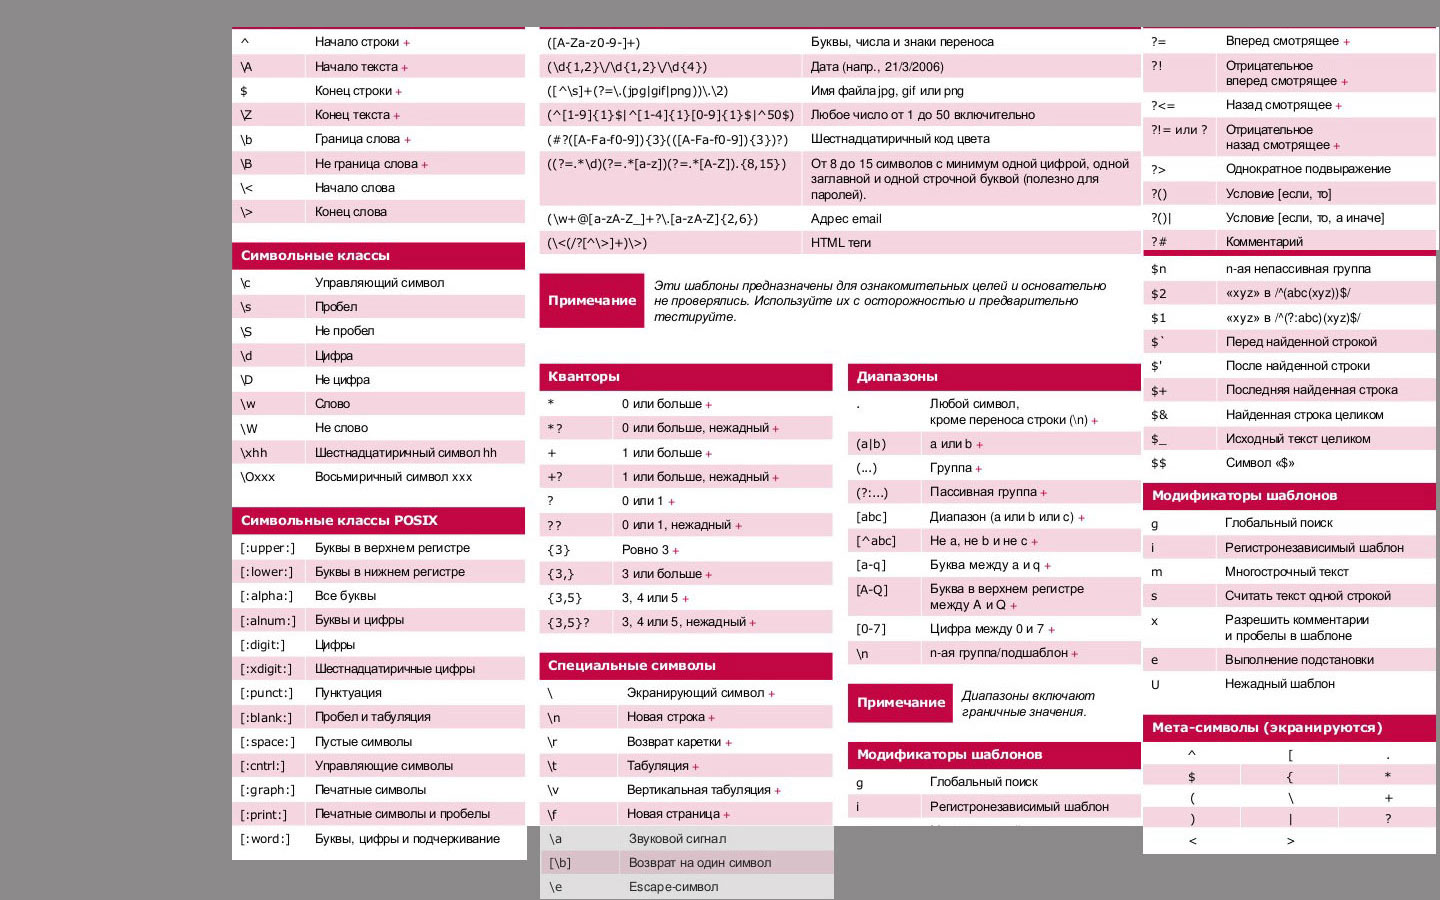 ^ Начало строки +
\A Начало текста +
$ Конец строки +
\Z Конец текста +
\b Граница слова +
\B Не граница слова +
\< Начало слова
\> Конец слова
Символьные классы
\c Управляющий символ
\s Пробел
\S Не пробел
\d Цифра
\D Не цифра
\w Слово
\W Не слово
\xhh Шестнадцатиричный символ hh
\Oxxx Восьмиричный символ xxx
Символьные классы POSIX
[:upper:] Буквы в верхнем регистре
[:lower:] Буквы в нижнем регистре
[:alpha:] Все буквы
[:alnum:] Буквы и цифры
[:digit:] Цифры
[:xdigit:] Шестнадцатиричные цифры
[:punct:] Пунктуация
[:blank:] Пробел и табуляция
[:space:] Пустые символы
[:cntrl:] Управляющие символы
[:graph:] Печатные символы
[:print:] Печатные символы и пробелы
[:word:] Буквы, цифры и подчеркивание
([A-Za-z0-9-]+) Буквы, числа и знаки переноса
(\d{1,2}\/\d{1,2}\/\d{4}) Дата (напр., 21/3/2006)
([^\s]+(?=\.(jpg|gif|png))\.\2) Имя файла jpg, gif или png
(^[1-9]{1}$|^[1-4]{1}[0-9]{1}$|^50$) Любое число от 1 до 50 включительно
(#?([A-Fa-f0-9]){3}(([A-Fa-f0-9]){3})?) Шестнадцатиричный код цвета
((?=.*\d)(?=.*[a-z])(?=.*[A-Z]).{8,15}) От 8 до 15 символов с минимум одной цифрой, одной
заглавной и одной строчной буквой (полезно для
паролей).
(\w+@[a-zA-Z_]+?\.[a-zA-Z]{2,6}) Адрес email
(\<(/?[^\>]+)\>) HTML теги
Примечание
Эти шаблоны предназначены для ознакомительных целей и основательно
не проверялись. Используйте их с осторожностью и предварительно
тестируйте.
Кванторы
* 0 или больше +
*? 0 или больше, нежадный +
+ 1 или больше +
+? 1 или больше, нежадный +
? 0 или 1 +
?? 0 или 1, нежадный +
{3} Ровно 3 +
{3,} 3 или больше +
{3,5} 3, 4 или 5 +
{3,5}? 3, 4 или 5, нежадный +
Специальные символы
\ Экранирующий символ +
\n Новая строка +
\r Возврат каретки +
\t Табуляция +
\v Вертикальная табуляция +
\f Новая страница +
\a Звуковой сигнал
[\b] Возврат на один символ
\e Escape-символ
Диапазоны
. Любой символ,
кроме переноса строки (\n) +
(a|b) a или b +
(...) Группа +
(?:...) Пассивная группа +
[abc] Диапазон (a или b или c) +
[^abc] Не a, не b и не c +
[a-q] Буква между a и q +
[A-Q] Буква в верхнем регистре
между A и Q +
[0-7] Цифра между 0 и 7 +
\n n-ая группа/подшаблон +
Примечание
Диапазоны включают
граничные значения.
Модификаторы шаблонов
g Глобальный поиск
i Регистронезависимый шаблон
?= Вперед смотрящее +
?! Отрицательное
вперед смотрящее +
?<= Назад смотрящее +
?!= или ? Отрицательное
назад смотрящее +
?> Однократное подвыражение
?() Условие [если, то]
?()| Условие [если, то, а иначе]
?# Комментарий
$n n-ая непассивная группа
$2 «xyz» в /^(abc(xyz))$/
$1 «xyz» в /^(?:abc)(xyz)$/
$` Перед найденной строкой
$' После найденной строки
$+ Последняя найденная строка
$& Найденная строка целиком
$_ Исходный текст целиком
$$ Символ «$»
Модификаторы шаблонов
g Глобальный поиск
i Регистронезависимый шаблон
m Многострочный текст
s Считать текст одной строкой
x Разрешить комментарии
и пробелы в шаблоне
e Выполнение подстановки
U Нежадный шаблон
Мета-символы (экранируются)
^ [ .
$ { *
( \ +
) | ?
< >